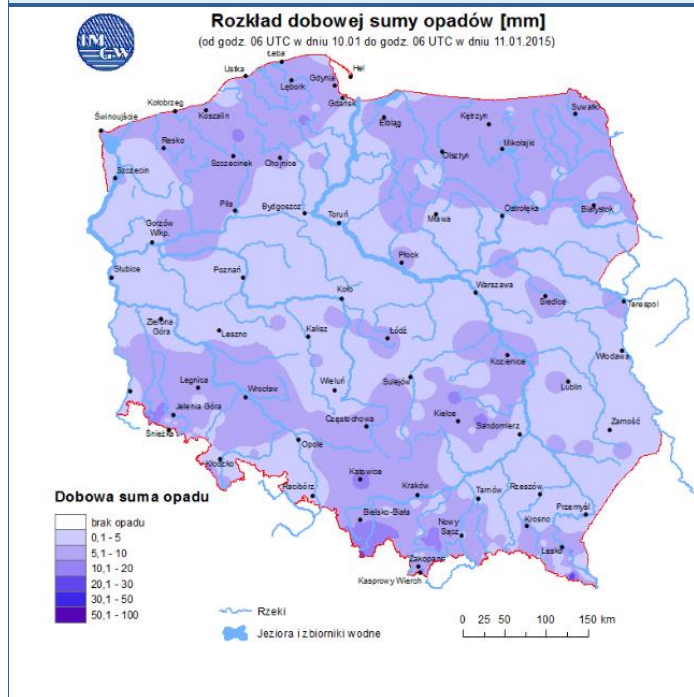 Rozkład dobowej sumy opadów [mm]
(od godz. 06 UTC w dniu 10.01 do godz. 06 UTC w dniu 11.01.2015)
IM
GW
Łeba
Hel
Ustka
Gdynia
Lębork
Gdańsk
Suwałki
Kołobrzeg
Koszalin
Elbląg
Kętrzyn
Świnoujście
Resko
Mikołajki
Olsztyn
Szczecinek
Chojnice
Szczecin
Piła
Bydgoszcz
Mława
Ostrołęka
Białystok
Toruń
Gorzów
Wlkp.
Płock
Słubice
Poznań
Koło
Warszawa
Siedlce
Terespol
Zielona
Góra
Leszno
Kalisz
Łódź
Kozienice
Włodawa
Legnica
Wrocław
Wieluń
Sulejów
Lublin
Jelenia Góra
Częstochowa
Kielce
Śnieżka
Sandomierz
Zamość
Opole
Kłodzko
Katowice
Racibórz
Kraków
Tarnów
Rzeszów
Przemyśl
Bielsko-Biała
Nowy
Sącz
Krosno
Lesko
Zakopane
Kasprowy Wierch
Dobowa suma opadu
brak opadu
0,1 - 5
5,1 - 10
10,1 - 20
20,1 - 30
30,1 - 50
50,1 - 100
Rzeki
Jeziora i zbiorniki wodne
0 25 50 100 150 km